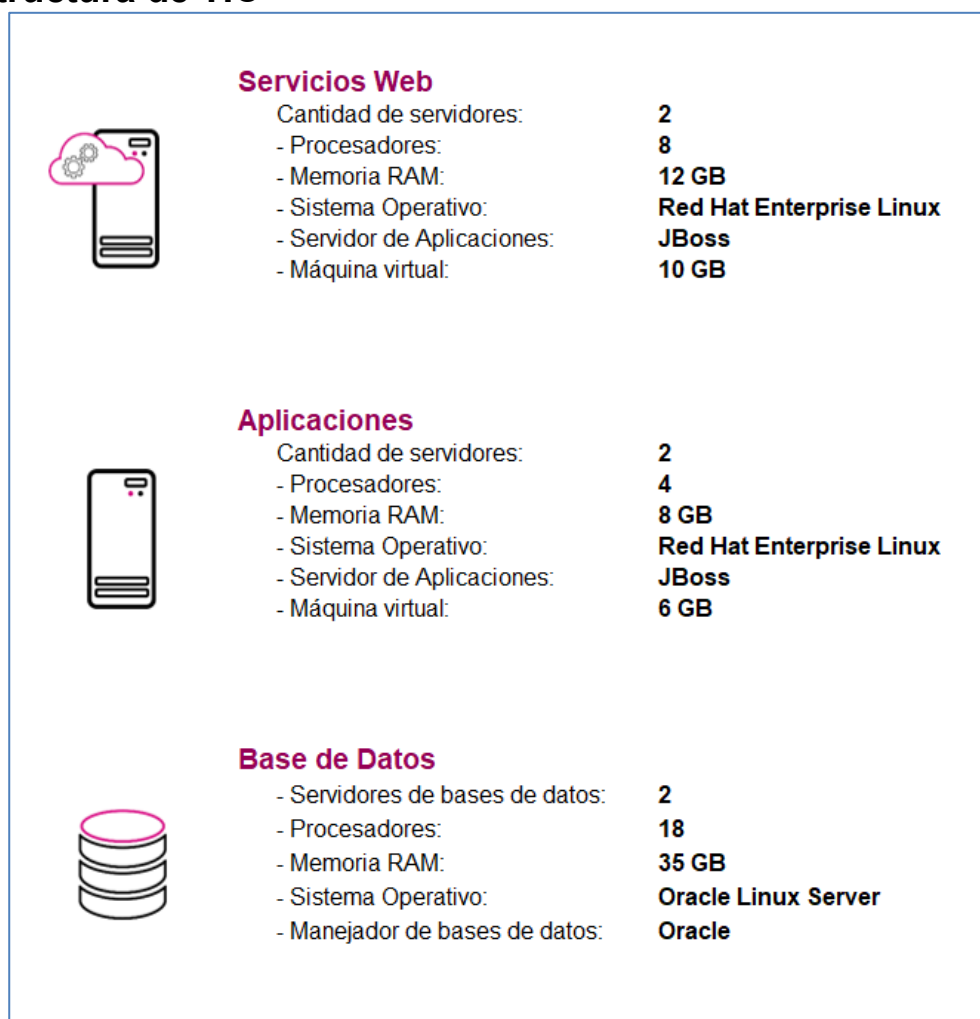 Servicios Web
Cantidad de servidores: 2
- Procesadores: 8
- Memoria RAM: 12 GB
- Sistema Operativo: Red Hat Enterprise Linux
- Servidor de Aplicaciones: JBoss
- Máquina virtual: 10 GB
Aplicaciones
Cantidad de servidores: 2
- Procesadores: 4
- Memoria RAM: 8 GB
- Sistema Operativo: Red Hat Enterprise Linux
- Servidor de Aplicaciones: JBoss
- Máquina virtual: 6 GB
Base de Datos
- Servidores de bases de datos: 2
- Procesadores: 18
- Memoria RAM: 35 GB
- Sistema Operativo: Oracle Linux Server
- Manejador de bases de datos: Oracle